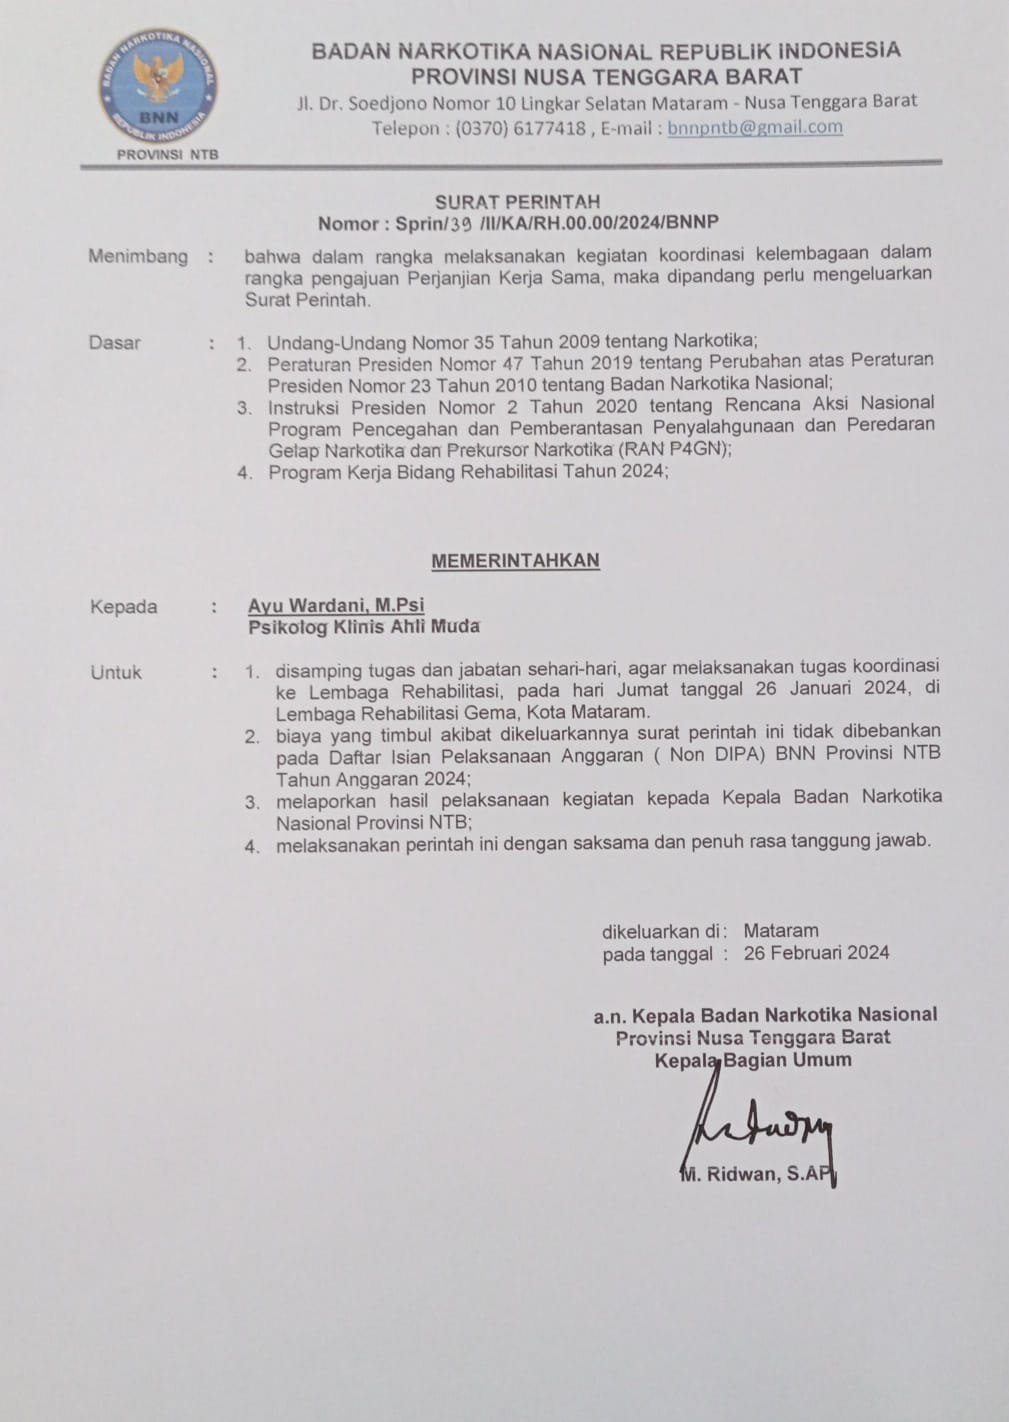 BADAN NARKOTIKA NASIONAL
BNN
REPUBLIK INDONESIA
PROVINSI NTB
BADAN NARKOTIKA NASIONAL REPUBLIK INDONESIA
PROVINSI NUSA TENGGARA BARAT
Jl. Dr. Soedjono Nomor 10 Lingkar Selatan Mataram - Nusa Tenggara Barat
Telepon : (0370) 6177418 , E-mail : bnnpntb@gmail.com
SURAT PERINTAH
Nomor : Sprin/39 /II/KA/RH.00.00/2024/BNNP
Menimbang : bahwa dalam rangka melaksanakan kegiatan koordinasi kelembagaan dalam
rangka pengajuan Perjanjian Kerja Sama, maka dipandang perlu mengeluarkan
Surat Perintah.
Dasar : 1. Undang-Undang Nomor 35 Tahun 2009 tentang Narkotika;
2. Peraturan Presiden Nomor 47 Tahun 2019 tentang Perubahan atas Peraturan
Presiden Nomor 23 Tahun 2010 tentang Badan Narkotika Nasional;
3. Instruksi Presiden Nomor 2 Tahun 2020 tentang Rencana Aksi Nasional
Program Pencegahan dan Pemberantasan Penyalahgunaan dan Peredaran
Gelap Narkotika dan Prekursor Narkotika (RAN P4GN);
4. Program Kerja Bidang Rehabilitasi Tahun 2024;
MEMERINTAHKAN
Kepada : Ayu Wardani, M.Psi
Psikolog Klinis Ahli Muda
Untuk : 1. disamping tugas dan jabatan sehari-hari, agar melaksanakan tugas koordinasi
ke Lembaga Rehabilitasi, pada hari Jumat tanggal 26 Januari 2024, di
Lembaga Rehabilitasi Gema, Kota Mataram.
2. biaya yang timbul akibat dikeluarkannya surat perintah ini tidak dibebankan
pada Daftar Isian Pelaksanaan Anggaran ( Non DIPA) BNN Provinsi NTB
Tahun Anggaran 2024;
3. melaporkan hasil pelaksanaan kegiatan kepada Kepala Badan Narkotika
Nasional Provinsi NTB;
4. melaksanakan perintah ini dengan saksama dan penuh rasa tanggung jawab.
dikeluarkan di : Mataram
pada tanggal : 26 Februari 2024
a.n. Kepala Badan Narkotika Nasional
Provinsi Nusa Tenggara Barat
Kepala Bagian Umum
M. Ridwan, S.AP